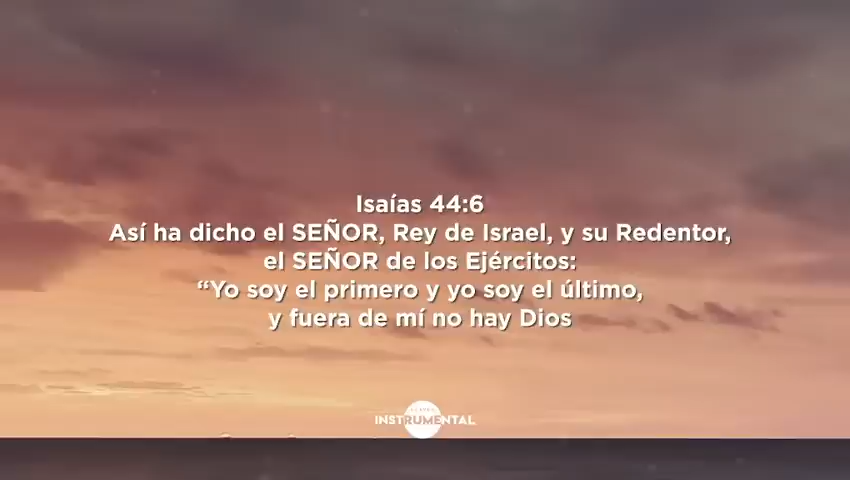 Isaías 44:6
Así ha dicho el SEÑOR, Rey de Israel, y su Redentor,
el SEÑOR de los Ejércitos:
“Yo soy el primero y yo soy el último,
y fuera de mí no hay Dios
INSTRUMENTAL